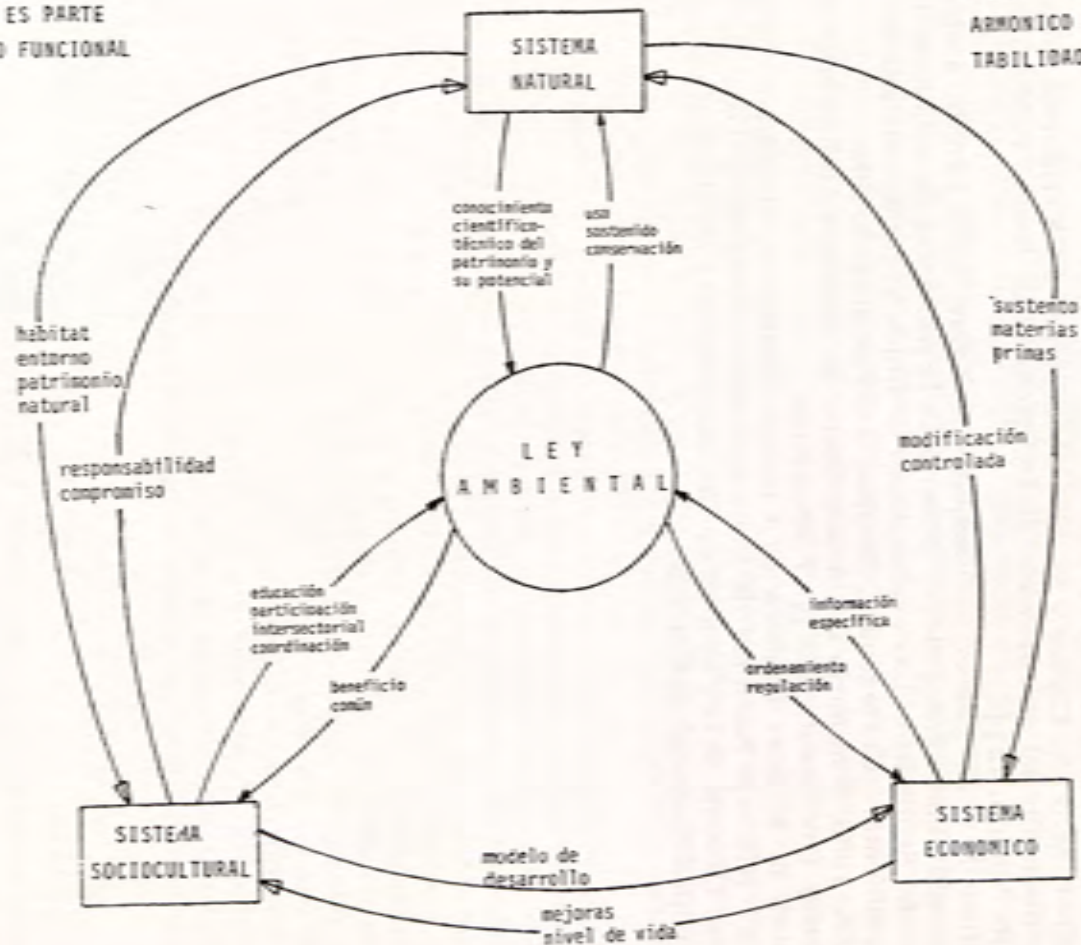 ES PARTE
FUNCIONAL
ARMONICO
SISTEMA
NATURAL
conocimiento
científico-
técnico del
patrimonio y
su potencial
uso
sostenido
conservación
habitat
entorno
patrimonio
natural
sustento
materias
primas
responsabilidad
compromiso
modificación
controlada
L E Y
A M B I E N T A L
educación
participación
intersectorial
coordinación
beneficio
común
información
específica
ordenamiento
regulación
SISTEMA
SOCIOCULTURAL
SISTEMA
ECONOMICO
modelo de
desarrollo
mejoras
nivel de vida